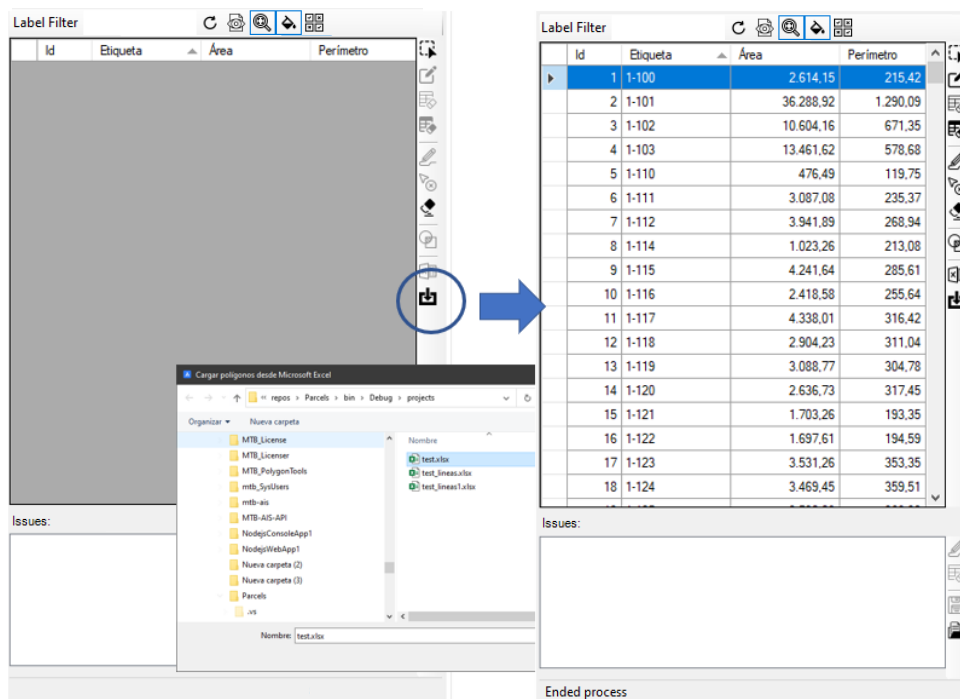 Label Filter
Id Etiqueta Área Perímetro
Cargar polígonos desde Microsoft Excel
« repos › Parcels › bin › Debug › projects
Organizar Nueva carpeta
MTB_License
MTB_Licenser
MTB_PolygonTools
mtb_SysUsers
mtb-ais
MTB-AIS-API
NodejsConsoleApp1
NodejsWebApp1
Nueva carpeta (2)
Nueva carpeta (3)
Parcels
.vs
Nombre
test.xlsx
test_lineas.xlsx
test_lineas1.xlsx
Nombre: test.xlsx
Issues:
Label Filter
Id Etiqueta Área Perímetro
1 1-100 2.614,15 215,42
2 1-101 36.288,92 1.290,09
3 1-102 10.604,16 671,35
4 1-103 13.461,62 578,68
5 1-110 476,49 119,75
6 1-111 3.087,08 235,37
7 1-112 3.941,89 268,94
8 1-114 1.023,26 213,08
9 1-115 4.241,64 285,61
10 1-116 2.418,58 255,64
11 1-117 4.338,01 316,42
12 1-118 2.904,23 311,04
13 1-119 3.088,77 304,78
14 1-120 2.636,73 317,45
15 1-121 1.703,26 193,35
16 1-122 1.697,61 194,59
17 1-123 3.531,26 353,35
18 1-124 3.469,45 359,51
Issues:
Ended process